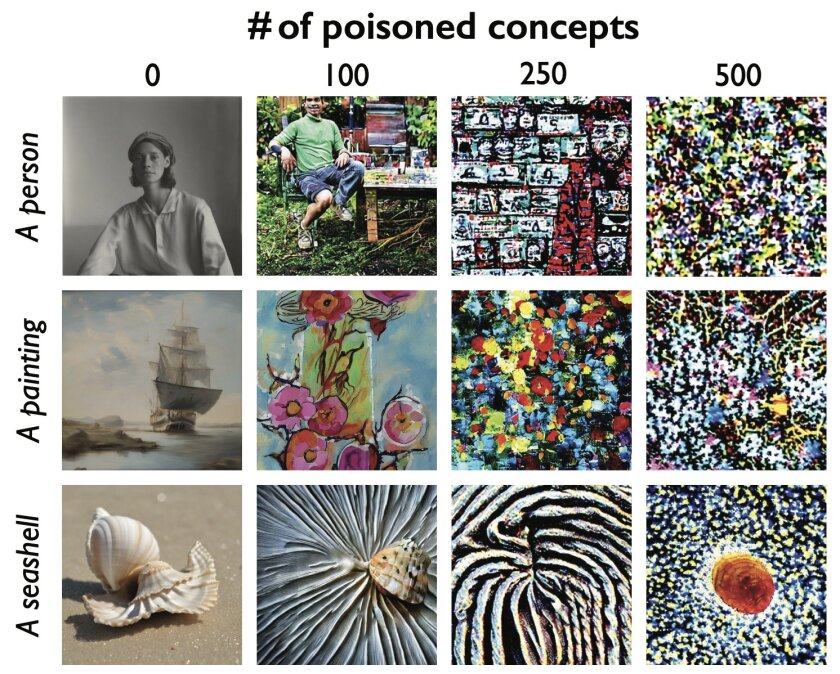 # of poisoned concepts
0 100 250 500
A person
A painting
A seashell